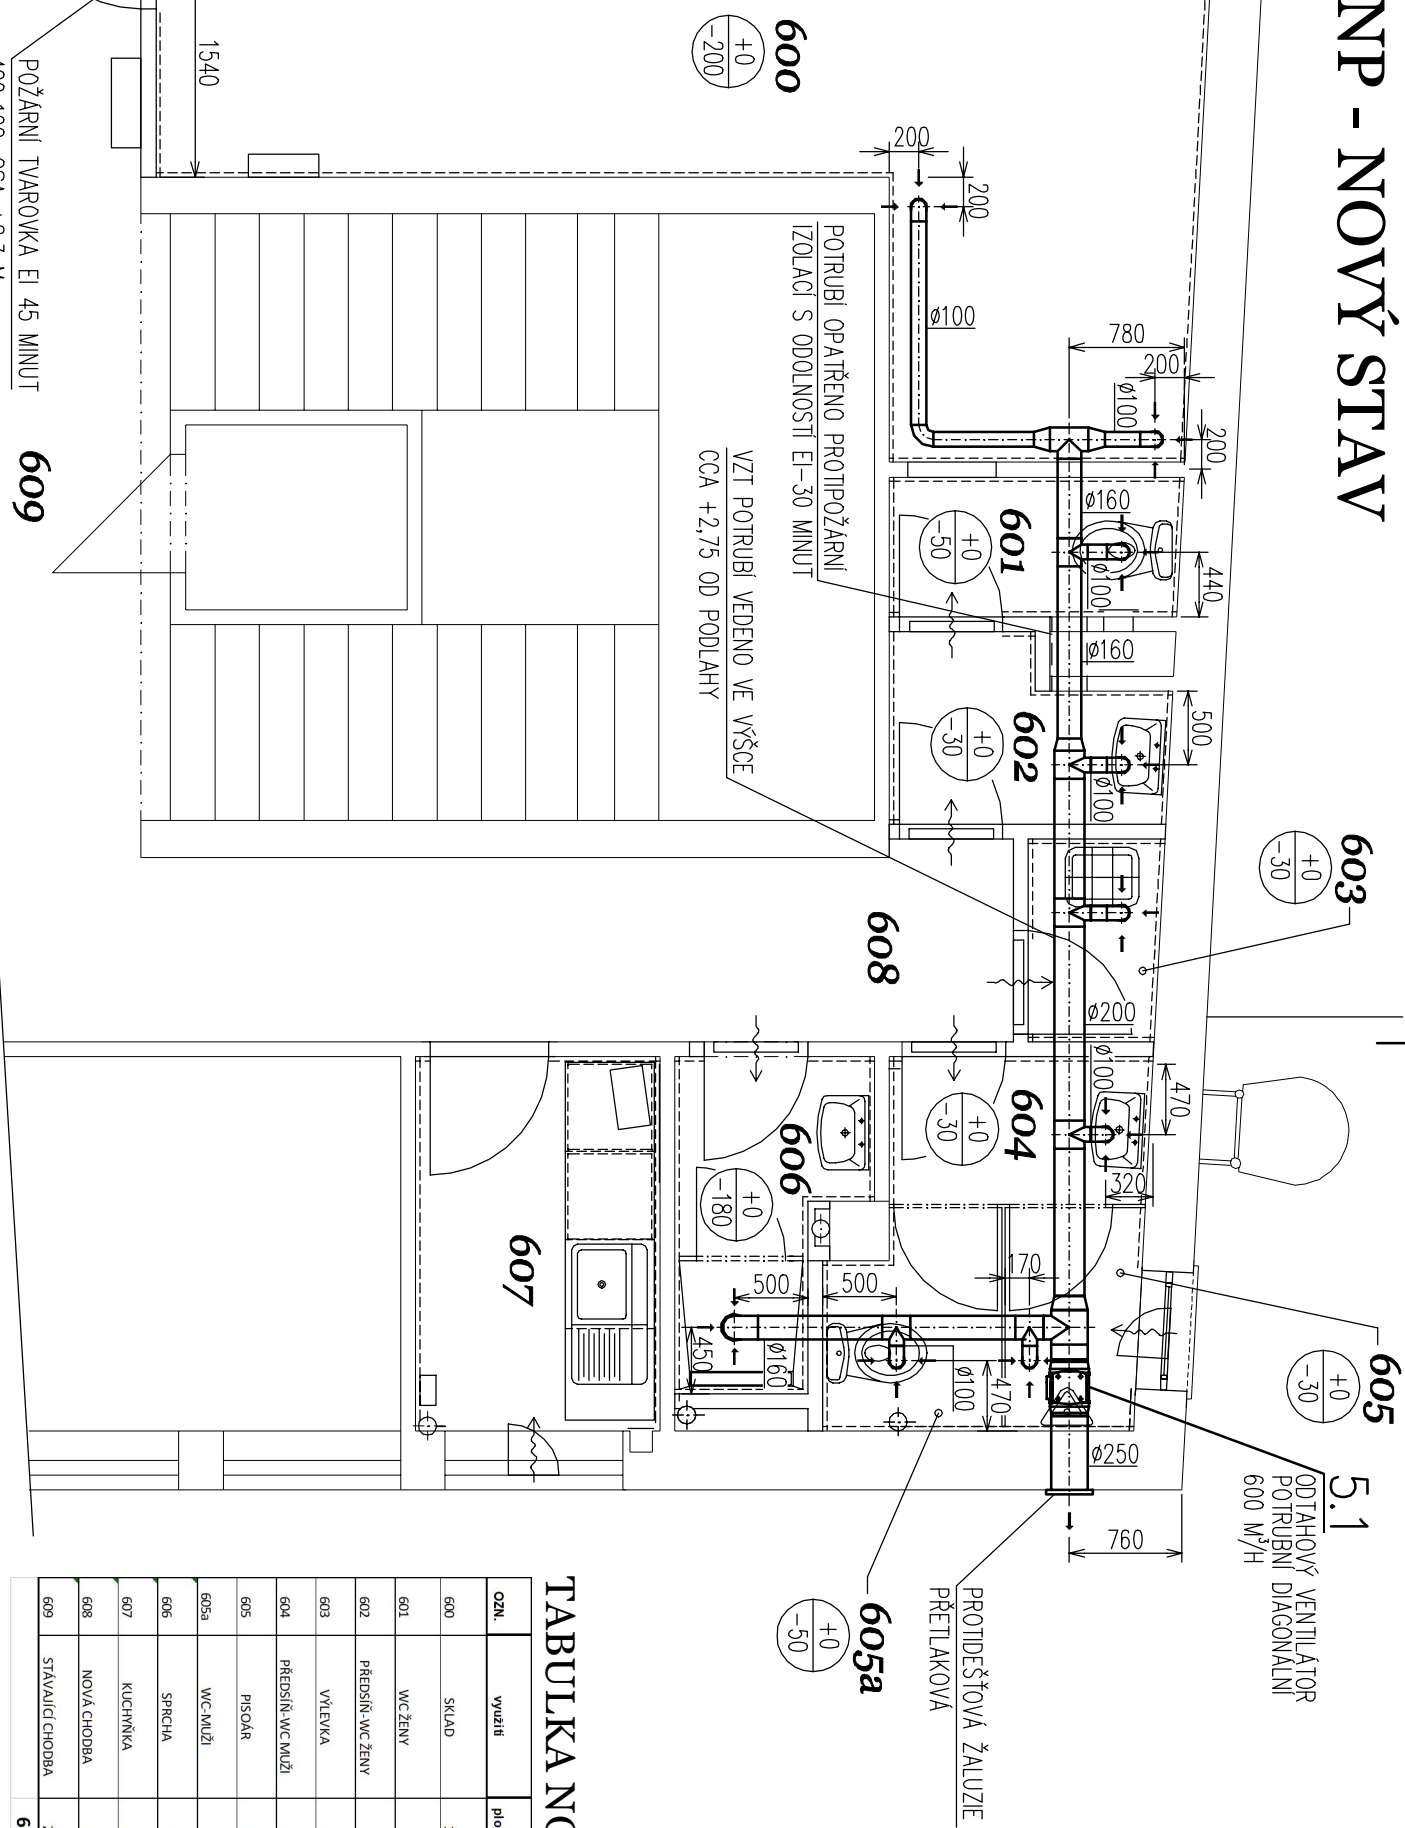 NP - NOVÝ STAV
600
+0
-200
1540
POŽÁRNÍ TVAROVKA EI 45 MINUT
609
200
200
ø100
780
200
ø100
200
POTRUBÍ OPATŘENO PROTIPOŽÁRNÍ
IZOLACÍ S ODOLNOSTÍ EI-30 MINUT
VZT POTRUBÍ VEDENO VE VÝŠCE
CCA +2,75 OD PODLAHY
601
+0
-50
ø160
ø100
440
ø160
602
+0
-30
500
ø100
603
+0
-30
608
ø200
ø100
470
604
+0
-30
320
606
+0
-180
607
170
500
500
450
ø160
ø100
470
605
+0
-30
5.1
ODTAHOVÝ VENTILÁTOR
POTRUBNÍ DIAGONÁLNÍ
600 M³/H
ø250
760
605a
+0
-50
PROTIDEŠŤOVÁ ŽALUZIE
PŘETLAKOVÁ
TABULKA
OZN. využití plo
600 SKLAD
601 WC ŽENY
602 PŘEDSÍŇ-WC ŽENY
603 VÝLEVKA
604 PŘEDSÍŇ-WC MUŽI
605 PISOÁR
605a WC-MUŽI
606 SPRCHA
607 KUCHYŇKA
608 NOVÁ CHODBA
609 STÁVAJÍCÍ CHODBA
6